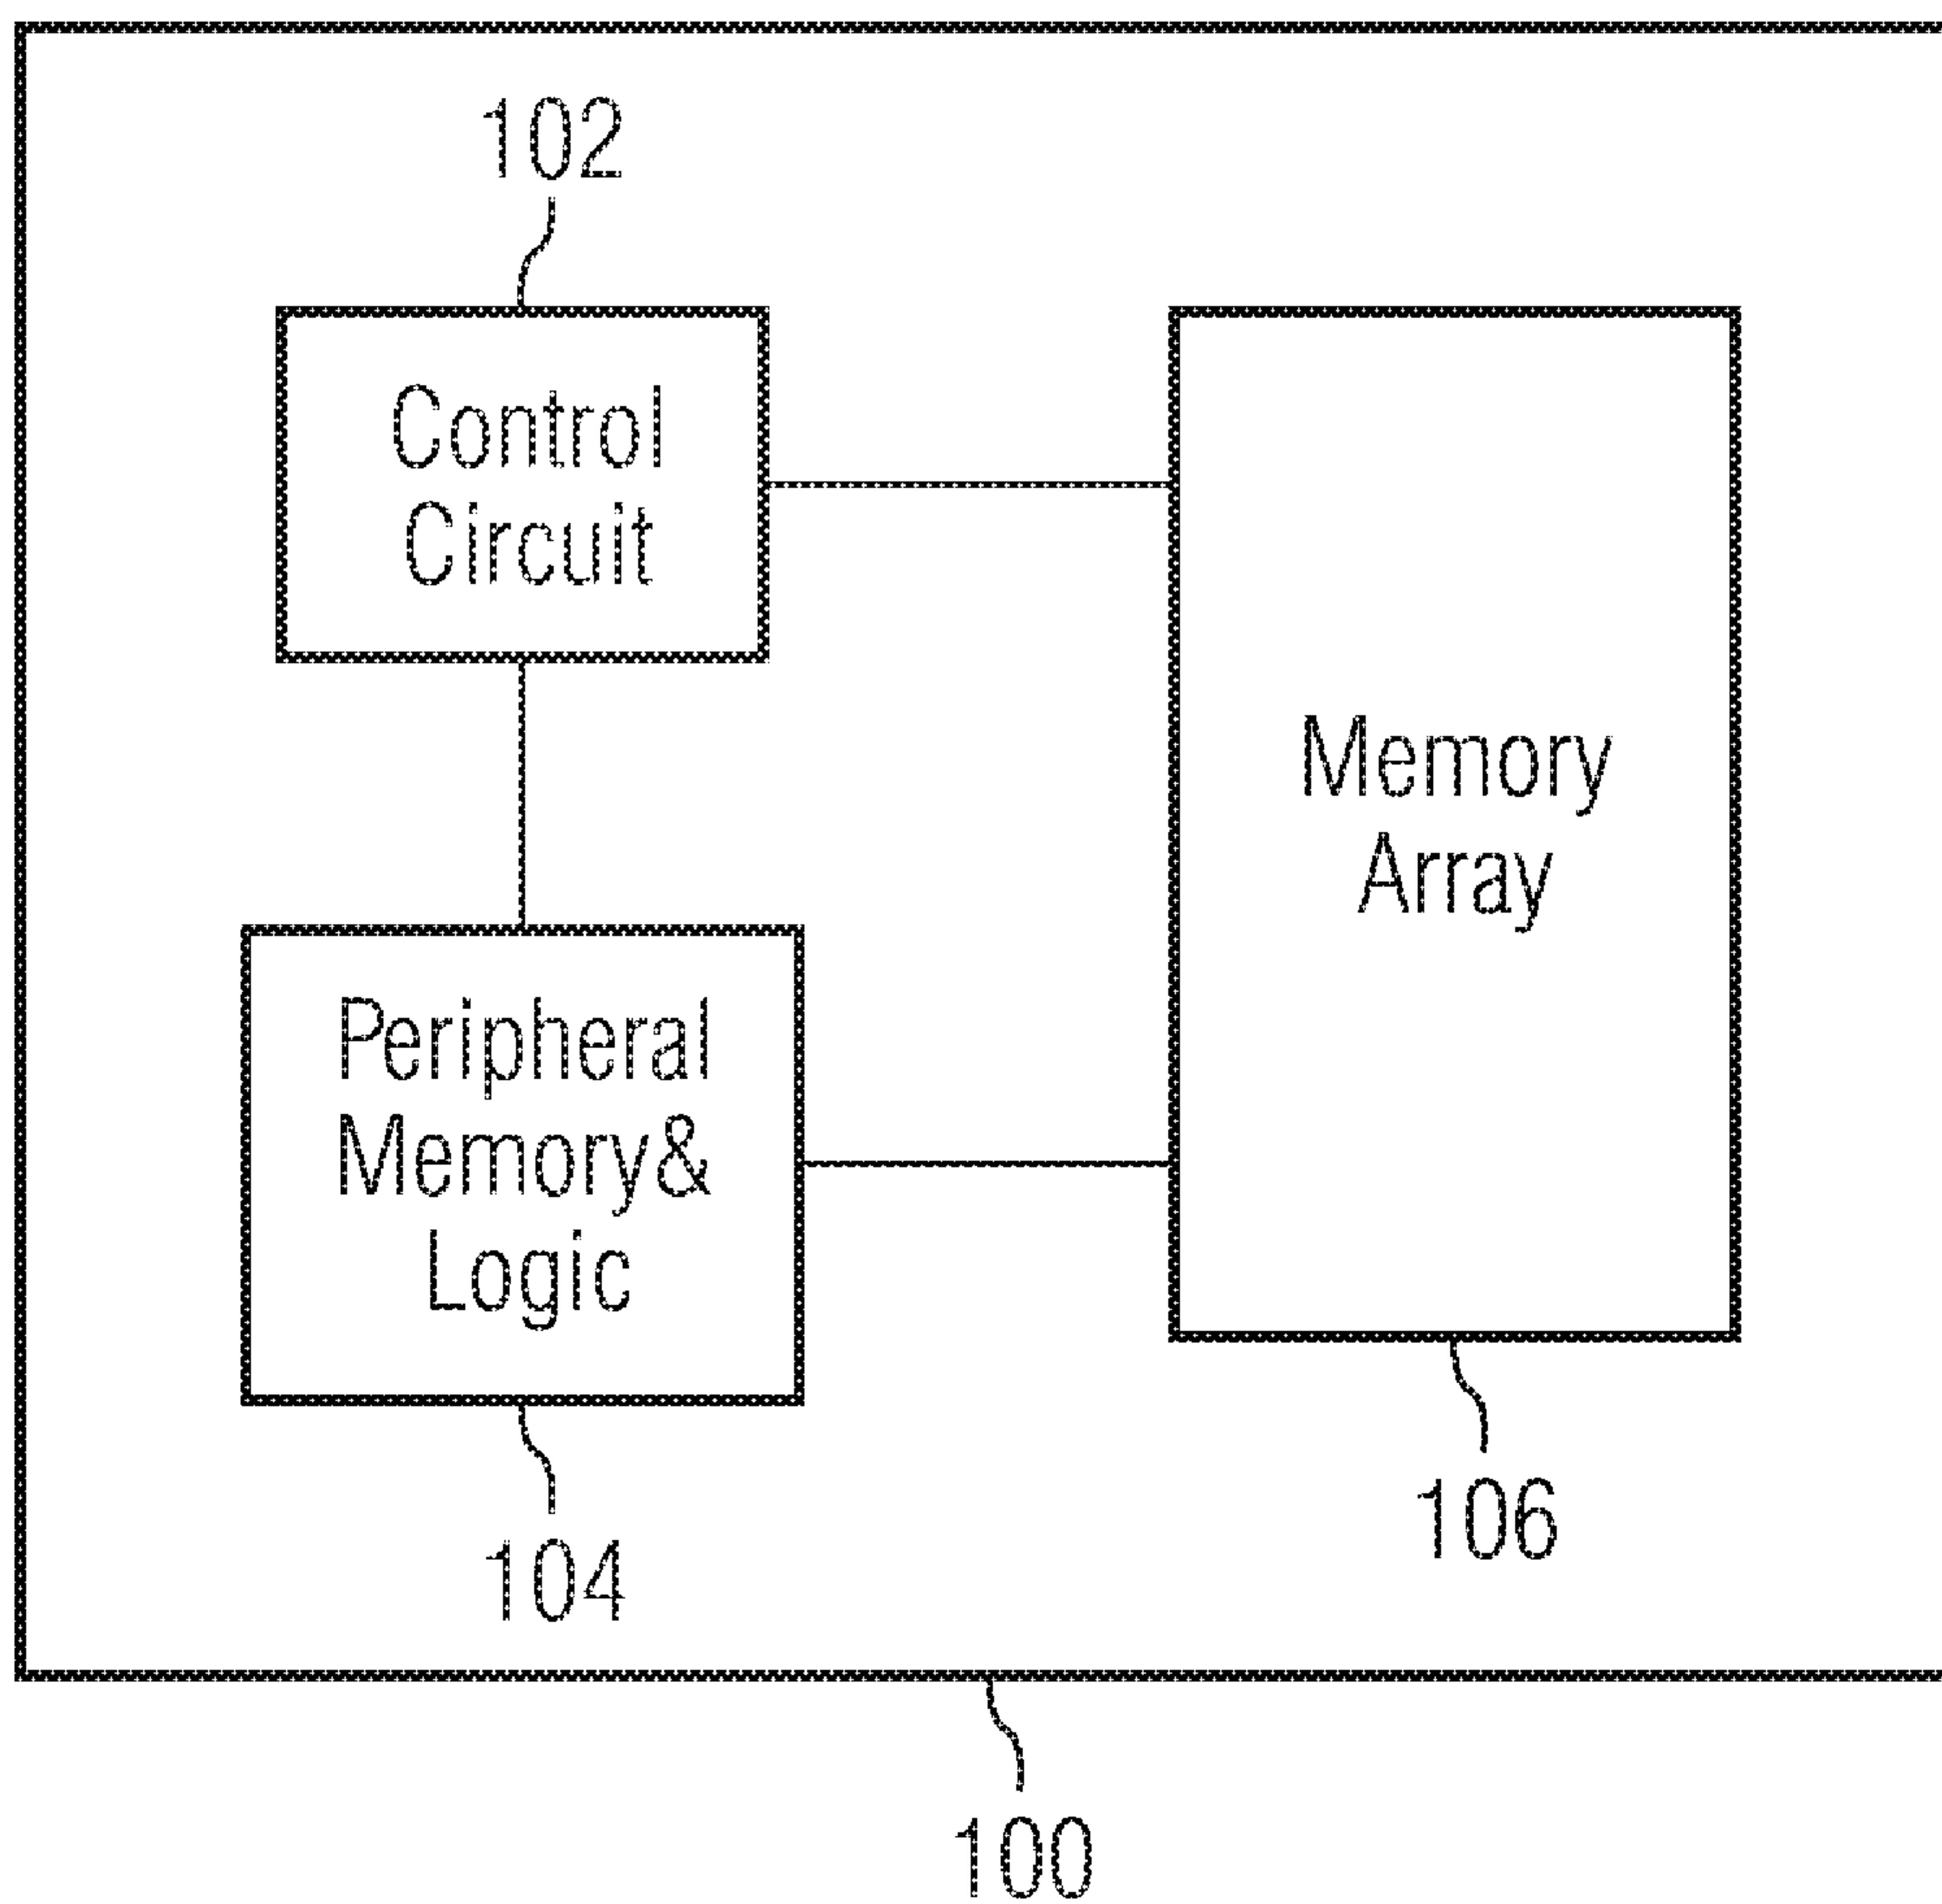 102
Control
Circuit
Memory
Array
Peripheral
Memory&
Logic
106
104
100